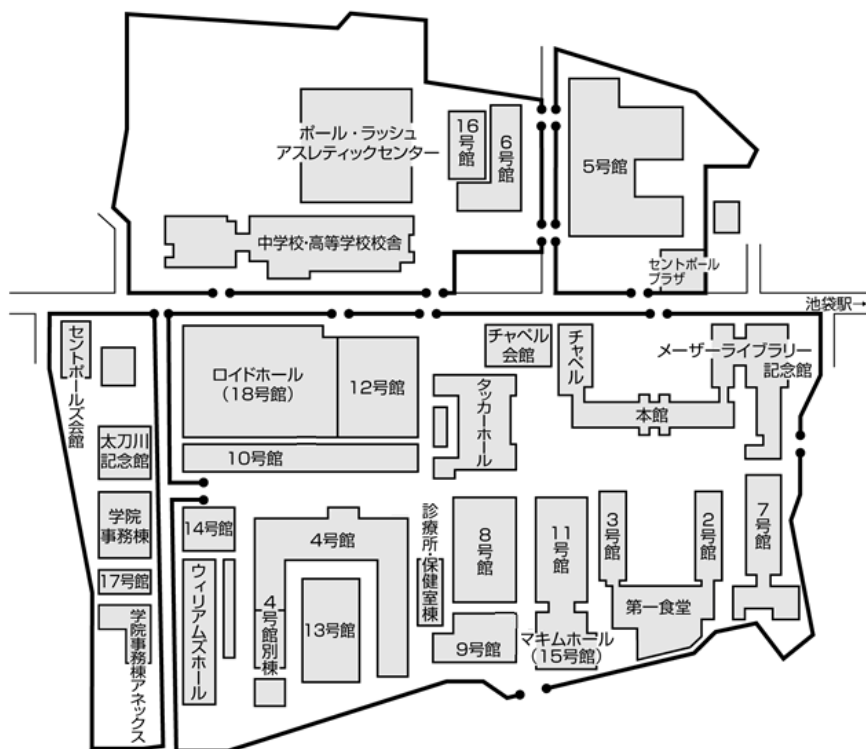 ポール・ラッシュ
アスレティックセンター
16号館
6号館
5号館
中学校・高等学校校舎
セントポール
プラザ
池袋駅→
セントポールズ会館
ロイドホール
(18号館)
12号館
チャペル
会館
チャペル
メーザーライブラリー
記念館
本館
タッカーホール
太刀川
記念館
10号館
学院
事務棟
14号館
4号館
診療所・保健室棟
8号館
11号館
3号館
2号館
7号館
17号館
学院事務棟アネックス
ウィリアムズホール
4号館別棟
13号館
9号館
マキムホール
(15号館)
第一食堂